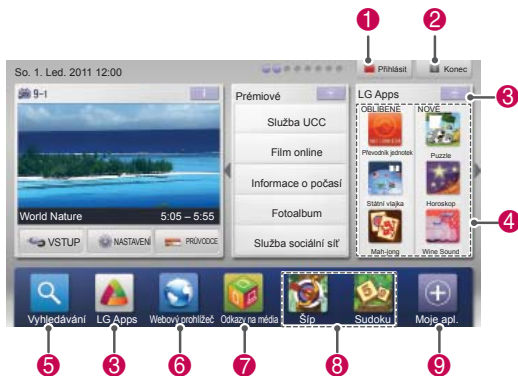 1
2
So. 1. Led. 2011 12:00
Přihlásit
Konec
9-1
Prémiové
LG Apps
3
OBLÍBENÉ
NOVÉ
Služba UCC
Film online
Převodník jednotek
Puzzle
Informace o počasí
Státní vlajka
Horoskop
World Nature
5:05 – 5:55
Fotoalbum
4
VSTUP
NASTAVENÍ
PRŮVODCE
Služba sociální síť
Mah-jong
Wine Sound
Vyhledávání
LG Apps
Webový prohlížeč
Odkazy na média
Šíp
Sudoku
Moje apl.
5
3
6
7
8
9